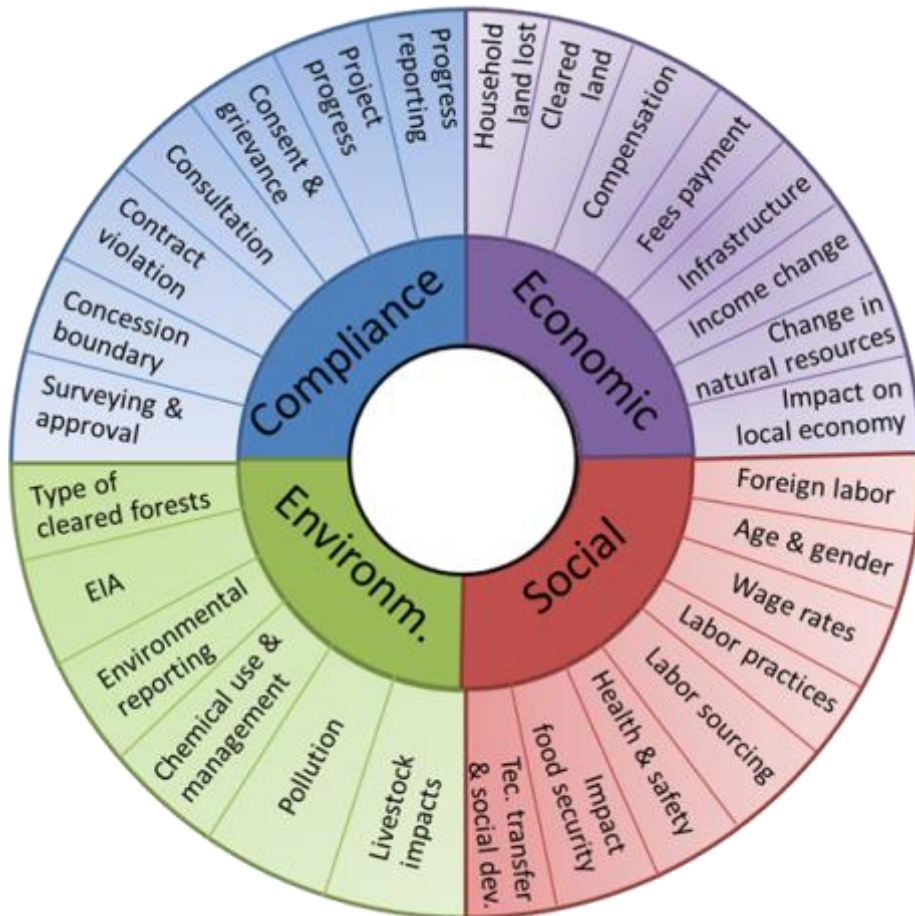 Compliance
Economic
Environm.
Social
Household
land lost
Cleared
land
Compensation
Fees payment
Infrastructure
Income change
Change in
natural resources
Impact on
local economy
Foreign labor
Age & gender
Wage rates
Labor practices
Labor sourcing
Health & safety
Impact
food security
Tec. transfer
& social dev.
Livestock
impacts
Pollution
Chemical use &
management
Environmental
reporting
EIA
Type of
cleared forests
Surveying &
approval
Concession
boundary
Contract
violation
Consultation
Consent &
grievance
Project
progress
Progress
reporting